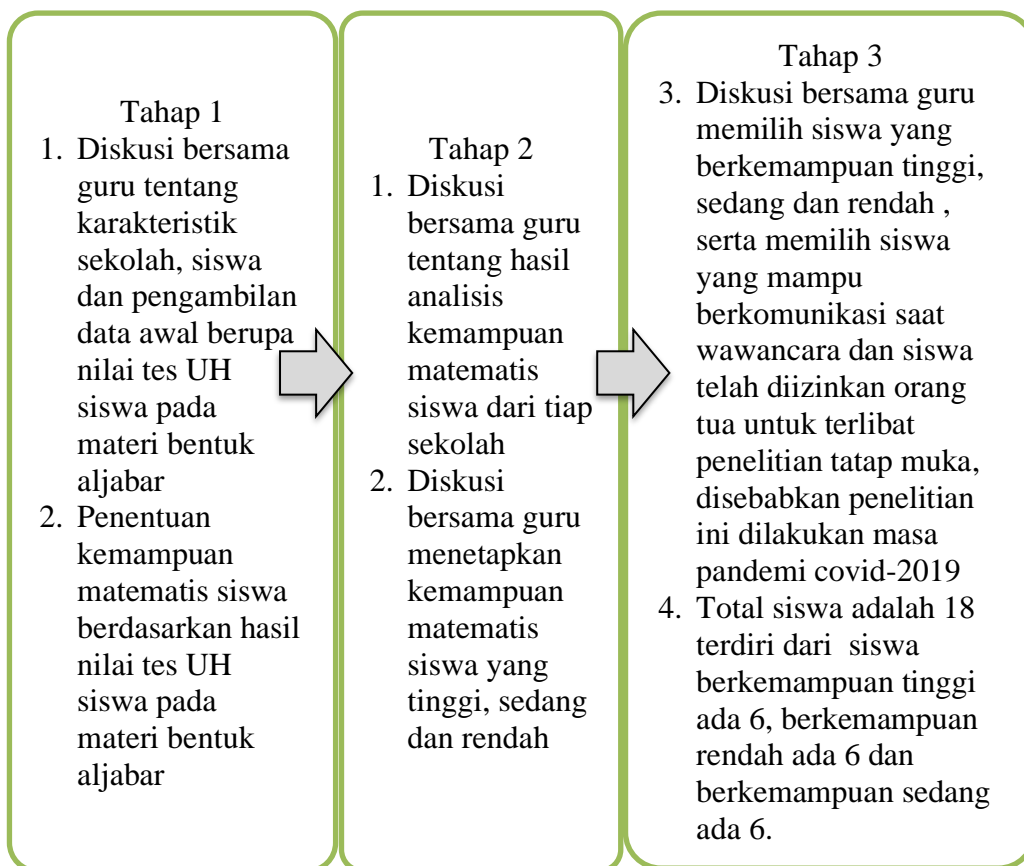 Tahap 1
1. Diskusi bersama
guru tentang
karakteristik
sekolah, siswa
dan pengambilan
data awal berupa
nilai tes UH
siswa pada
materi bentuk
aljabar
2. Penentuan
kemampuan
matematis siswa
berdasarkan hasil
nilai tes UH
siswa pada
materi bentuk
aljabar
Tahap 2
1. Diskusi
bersama guru
tentang hasil
analisis
kemampuan
matematis
siswa dari tiap
sekolah
2. Diskusi
bersama guru
menetapkan
kemampuan
matematis
siswa yang
tinggi, sedang
dan rendah
Tahap 3
3. Diskusi bersama guru
memilih siswa yang
berkemampuan tinggi,
sedang dan rendah ,
serta memilih siswa
yang mampu
berkomunikasi saat
wawancara dan siswa
telah diizinkan orang
tua untuk terlibat
penelitian tatap muka,
disebabkan penelitian
ini dilakukan masa
pandemi covid-2019
4. Total siswa adalah 18
terdiri dari  siswa
berkemampuan tinggi
ada 6, berkemampuan
rendah ada 6 dan
berkemampuan sedang
ada 6.